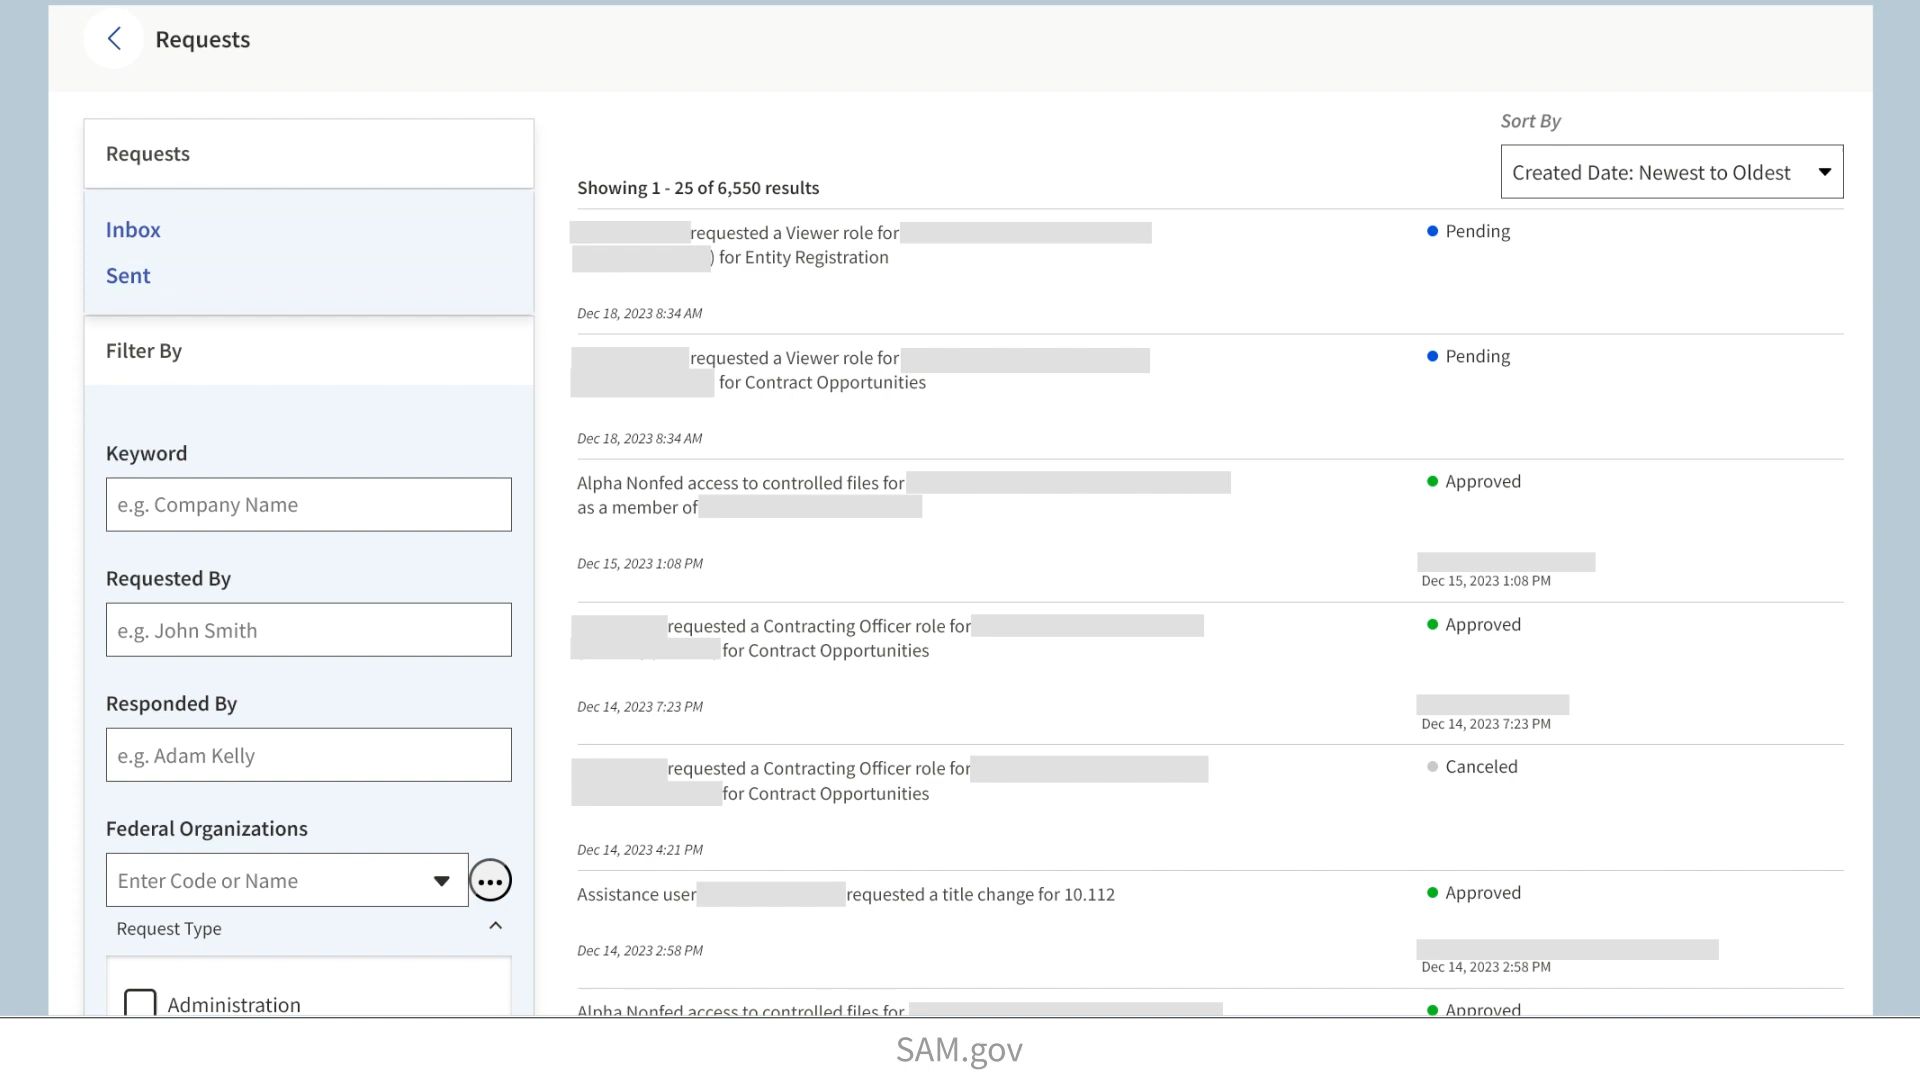 Requests
Requests
Inbox
Sent
Filter By
Keyword
e.g. Company Name
Requested By
e.g. John Smith
Responded By
e.g. Adam Kelly
Federal Organizations
Enter Code or Name
Request Type
Administration
Sort By
Created Date: Newest to Oldest
Showing 1 - 25 of 6,550 results
requested a Viewer role for
) for Entity Registration
Pending
Dec 18, 2023 8:34 AM
requested a Viewer role for
for Contract Opportunities
Pending
Dec 18, 2023 8:34 AM
Alpha Nonfed access to controlled files for
as a member of
Approved
Dec 15, 2023 1:08 PM
Dec 15, 2023 1:08 PM
requested a Contracting Officer role for
for Contract Opportunities
Approved
Dec 14, 2023 7:23 PM
Dec 14, 2023 7:23 PM
requested a Contracting Officer role for
for Contract Opportunities
Canceled
Dec 14, 2023 4:21 PM
Assistance user requested a title change for 10.112
Approved
Dec 14, 2023 2:58 PM
Dec 14, 2023 2:58 PM
Alpha Nonfed access to controlled files for
Approved
SAM.gov